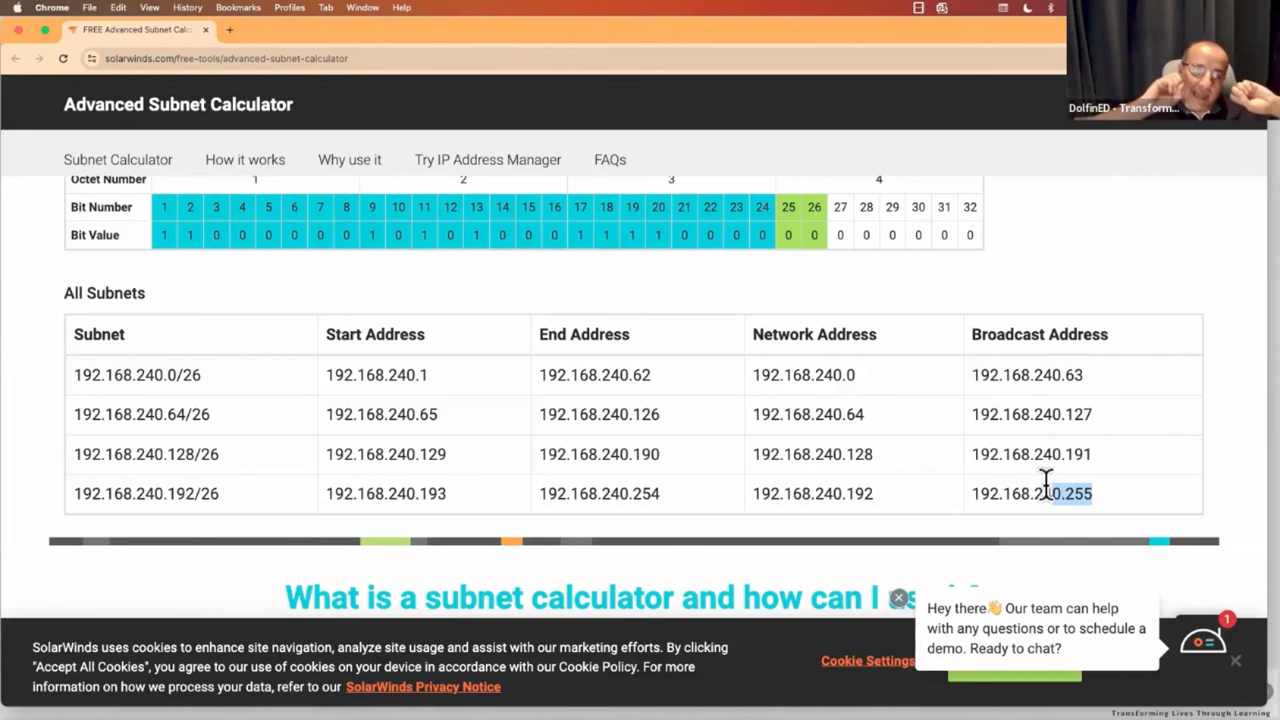 Chrome File Edit View History Bookmarks Profiles Tab Window Help
FREE Advanced Subnet Calc
solarwinds.com/free-tools/advanced-subnet-calculator
DolfinED - Transform...
Advanced Subnet Calculator
Subnet Calculator How it works Why use it Try IP Address Manager FAQs
Octet Number 1 2 3 4
Bit Number 1 2 3 4 5 6 7 8 9 10 11 12 13 14 15 16 17 18 19 20 21 22 23 24 25 26 27 28 29 30 31 32
Bit Value 1 1 0 0 0 0 0 0 1 0 1 0 1 0 0 0 1 1 1 1 0 0 0 0 0 0 0 0 0 0 0 0
All Subnets
Subnet Start Address End Address Network Address Broadcast Address
192.168.240.0/26 192.168.240.1 192.168.240.62 192.168.240.0 192.168.240.63
192.168.240.64/26 192.168.240.65 192.168.240.126 192.168.240.64 192.168.240.127
192.168.240.128/26 192.168.240.129 192.168.240.190 192.168.240.128 192.168.240.191
192.168.240.192/26 192.168.240.193 192.168.240.254 192.168.240.192 192.168.240.255
What is a subnet calculator and how can I
Hey there👋 Our team can help
with any questions or to schedule a
demo. Ready to chat?
1
SolarWinds uses cookies to enhance site navigation, analyze site usage and assist with our marketing efforts. By clicking
"Accept All Cookies", you agree to our use of cookies on your device in accordance with our Cookie Policy. For more
information on how we process your data, refer to our SolarWinds Privacy Notice
Cookie Settings
Transforming Lives Through Learning